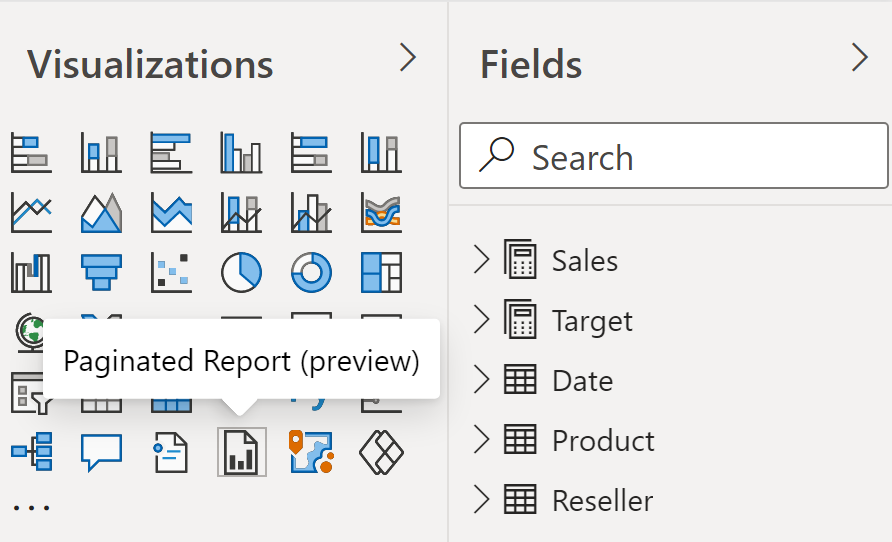 Visualizations
Fields
Search
Sales
Target
Paginated Report (preview)
Date
Product
Reseller
...